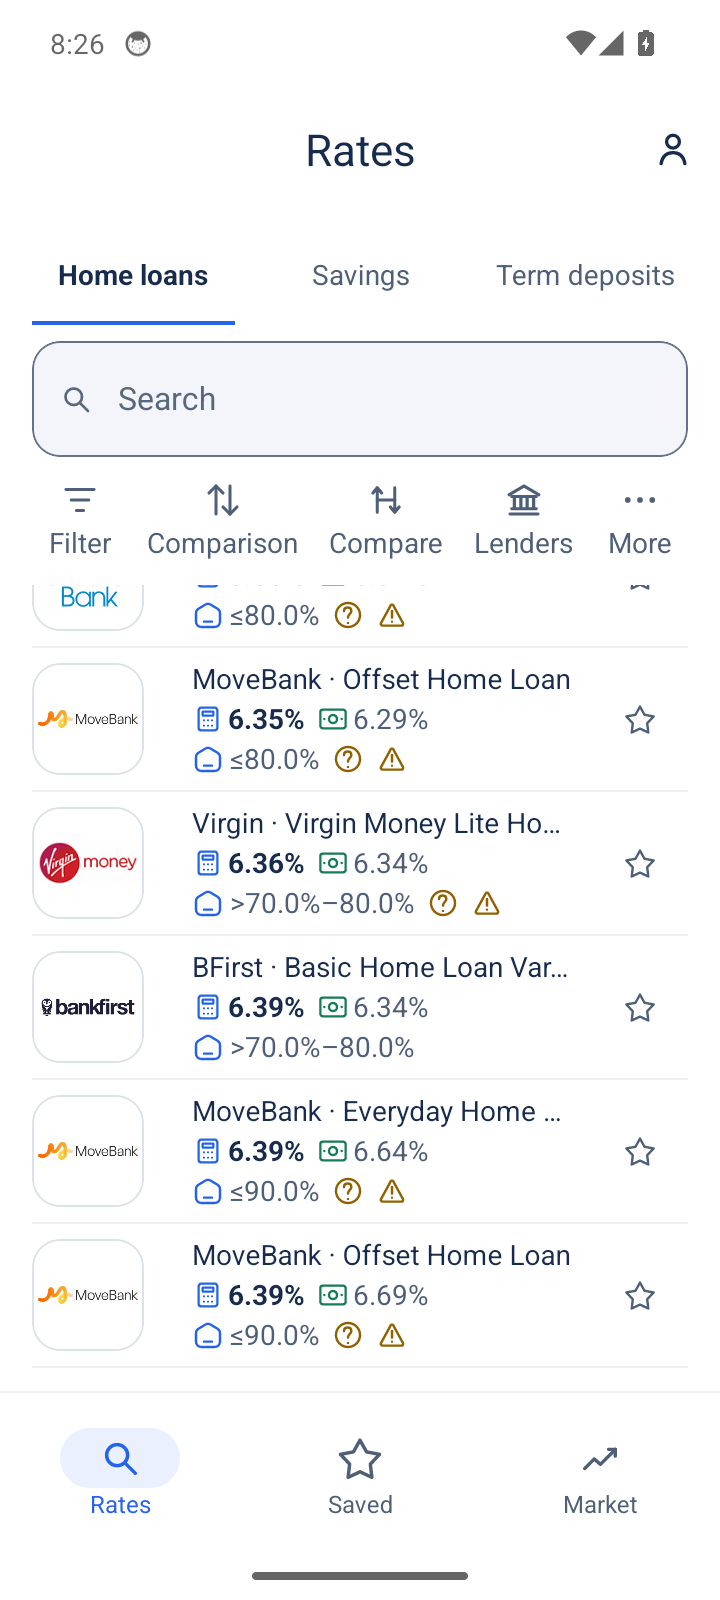 8:26
Rates
Home loans
Savings
Term deposits
Search
Filter
Comparison
Compare
Lenders
More
Bank
≤80.0%
MoveBank
MoveBank · Offset Home Loan
6.35% 6.29%
≤80.0%
Virgin money
Virgin · Virgin Money Lite Ho...
6.36% 6.34%
>70.0%–80.0%
bankfirst
BFirst · Basic Home Loan Var...
6.39% 6.34%
>70.0%–80.0%
MoveBank
MoveBank · Everyday Home ...
6.39% 6.64%
≤90.0%
MoveBank
MoveBank · Offset Home Loan
6.39% 6.69%
≤90.0%
Rates
Saved
Market